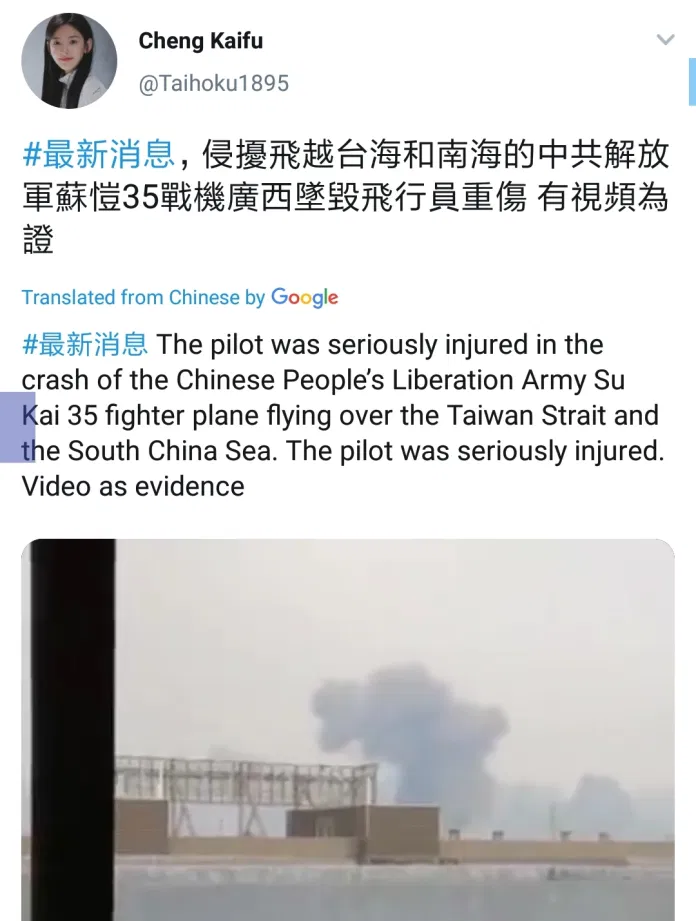 Cheng Kaifu
@Taihoku1895
#最新消息，侵擾飛越台海和南海的中共解放
軍蘇愷35戰機廣西墜毀飛行員重傷 有視頻為
證
Translated from Chinese by Google
#最新消息 The pilot was seriously injured in the
crash of the Chinese People’s Liberation Army Su
Kai 35 fighter plane flying over the Taiwan Strait and
the South China Sea. The pilot was seriously injured.
Video as evidence